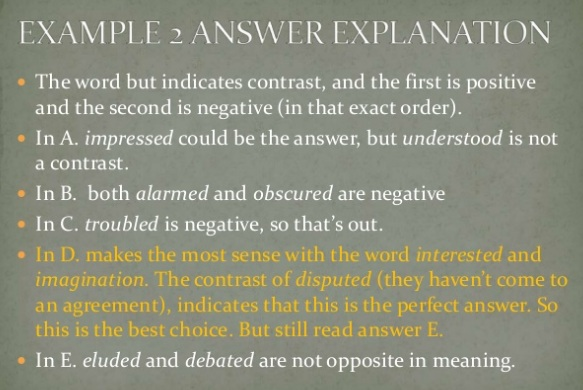 EXAMPLE 2 ANSWER EXPLANATION
• The word but indicates contrast, and the first is positive
and the second is negative (in that exact order).
• In A. impressed could be the answer, but understood is not
a contrast.
• In B.  both alarmed and obscured are negative
• In C. troubled is negative, so that's out.
• In D. makes the most sense with the word interested and
imagination. The contrast of disputed (they haven't come to
an agreement), indicates that this is the perfect answer. So
this is the best choice. But still read answer E.
• In E. eluded and debated are not opposite in meaning.